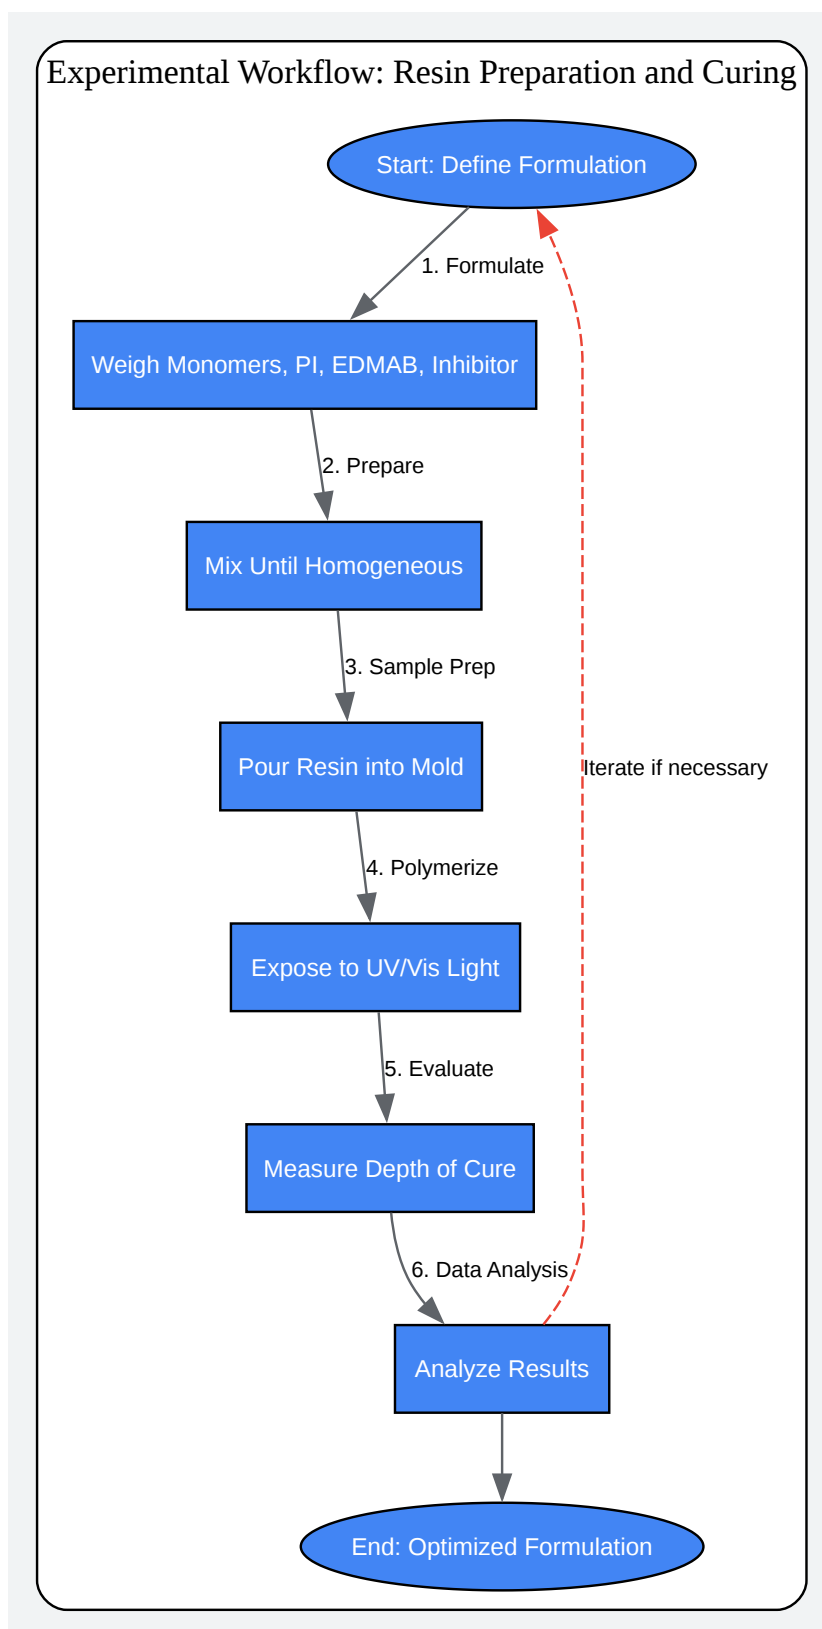 Experimental Workflow: Resin Preparation and Curing
Start: Define Formulation
1. Formulate
Weigh Monomers, PI, EDMAB, Inhibitor
2. Prepare
Mix Until Homogeneous
3. Sample Prep
Pour Resin into Mold
Iterate if necessary
4. Polymerize
Expose to UV/Vis Light
5. Evaluate
Measure Depth of Cure
6. Data Analysis
Analyze Results
End: Optimized Formulation